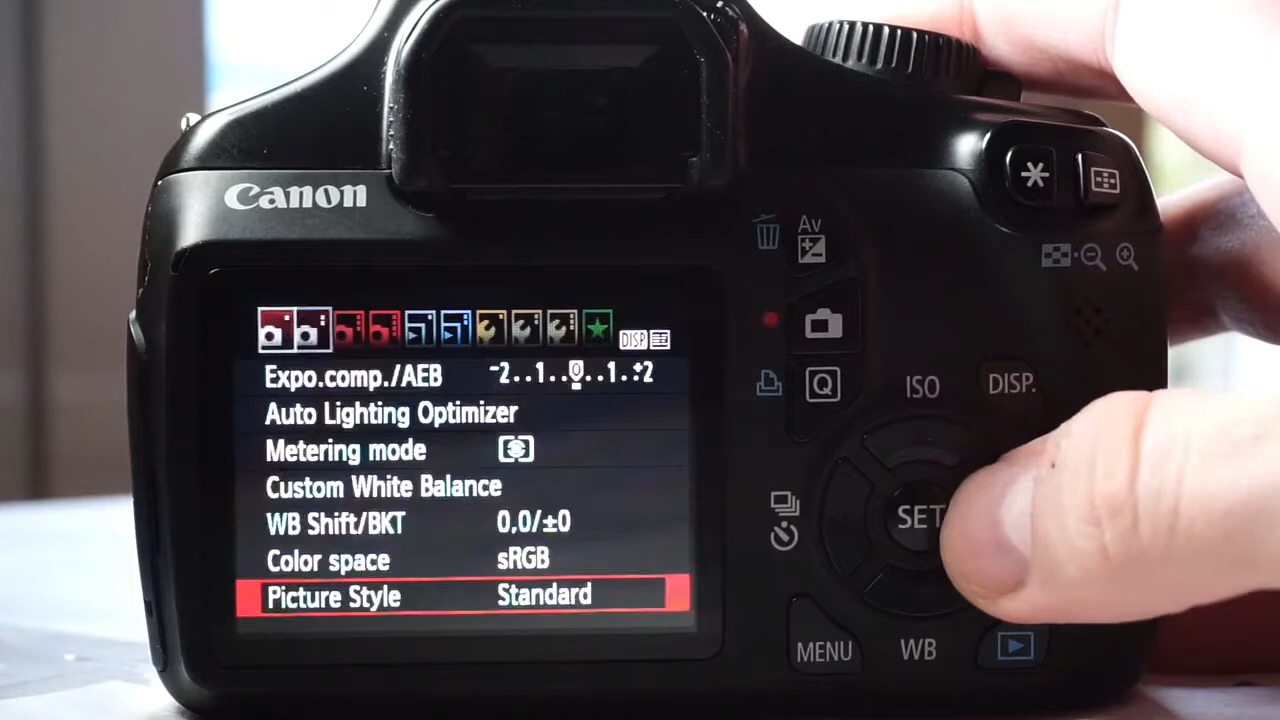 Canon
Av
DISP
Expo.comp./AEB -2..1..0..1..+2
Auto Lighting Optimizer
Metering mode
Custom White Balance
WB Shift/BKT 0,0/±0
Color space sRGB
Picture Style Standard
Q
ISO
DISP.
SET
MENU
WB